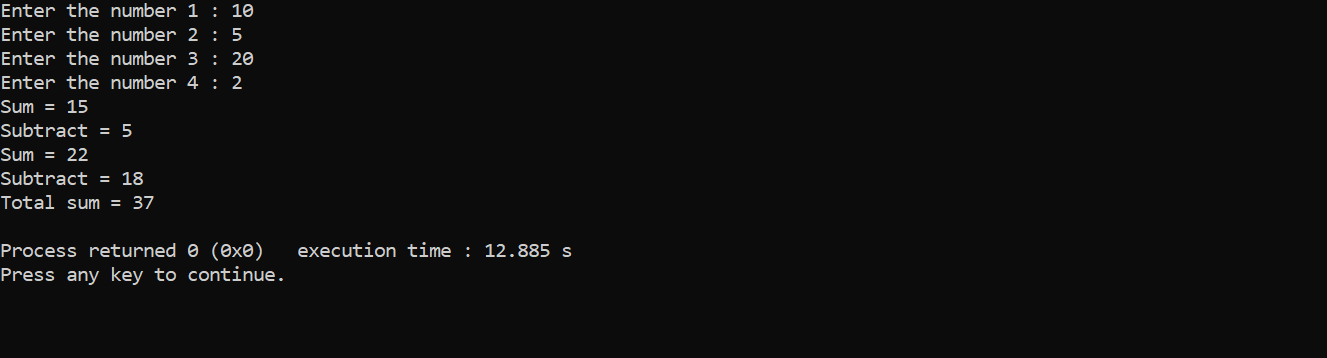 Enter the number 1 : 10
Enter the number 2 : 5
Enter the number 3 : 20
Enter the number 4 : 2
Sum = 15
Subtract = 5
Sum = 22
Subtract = 18
Total sum = 37
Process returned 0 (0x0)   execution time : 12.885 s
Press any key to continue.